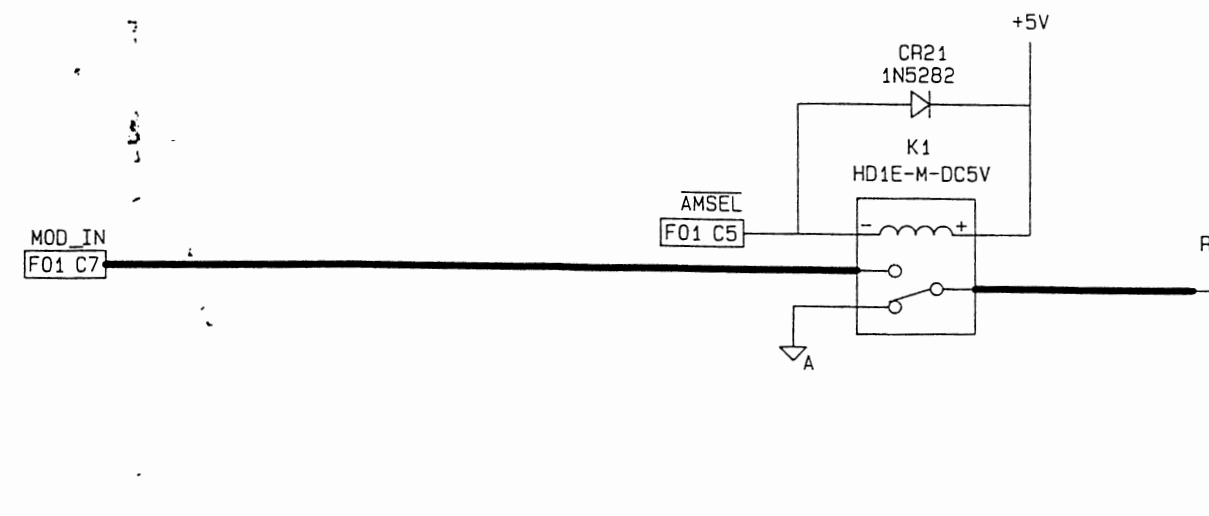 +5V
CR21
1N5282
K1
HD1E-M-DC5V
AMSEL
F01 C5
- +
MOD_IN
F01 C7
R
A